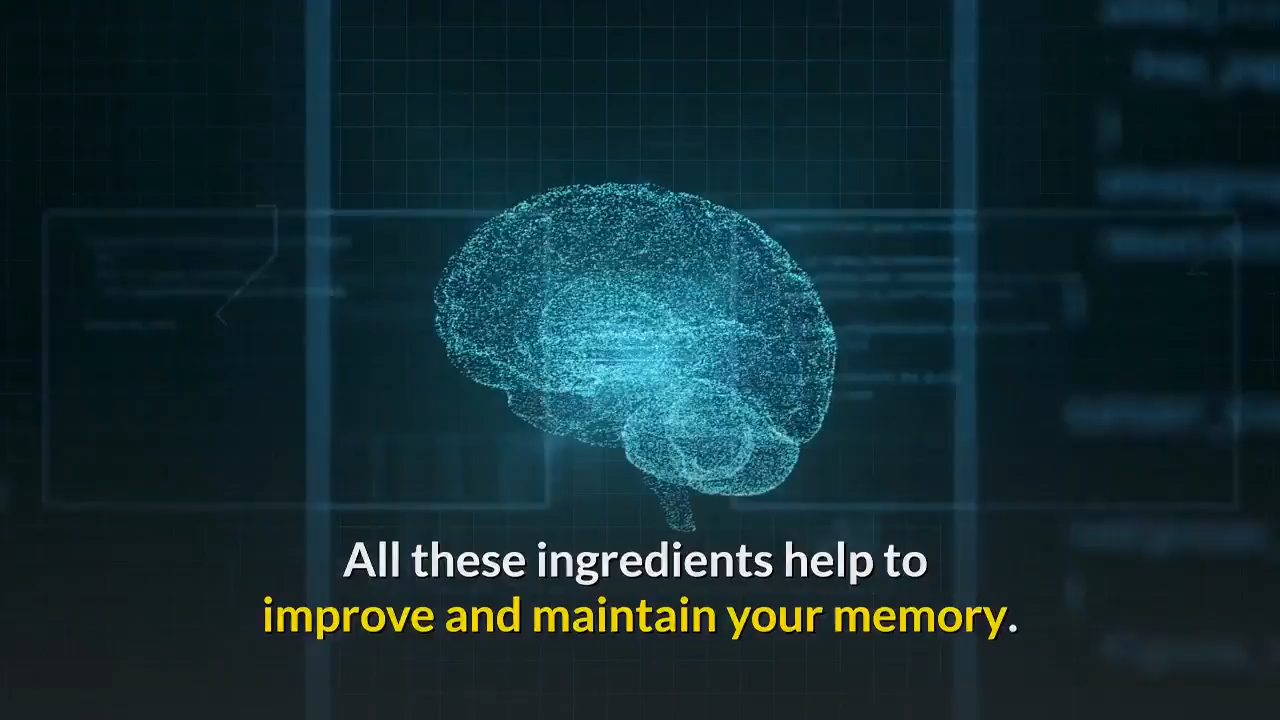 All these ingredients help to
improve and maintain your memory.